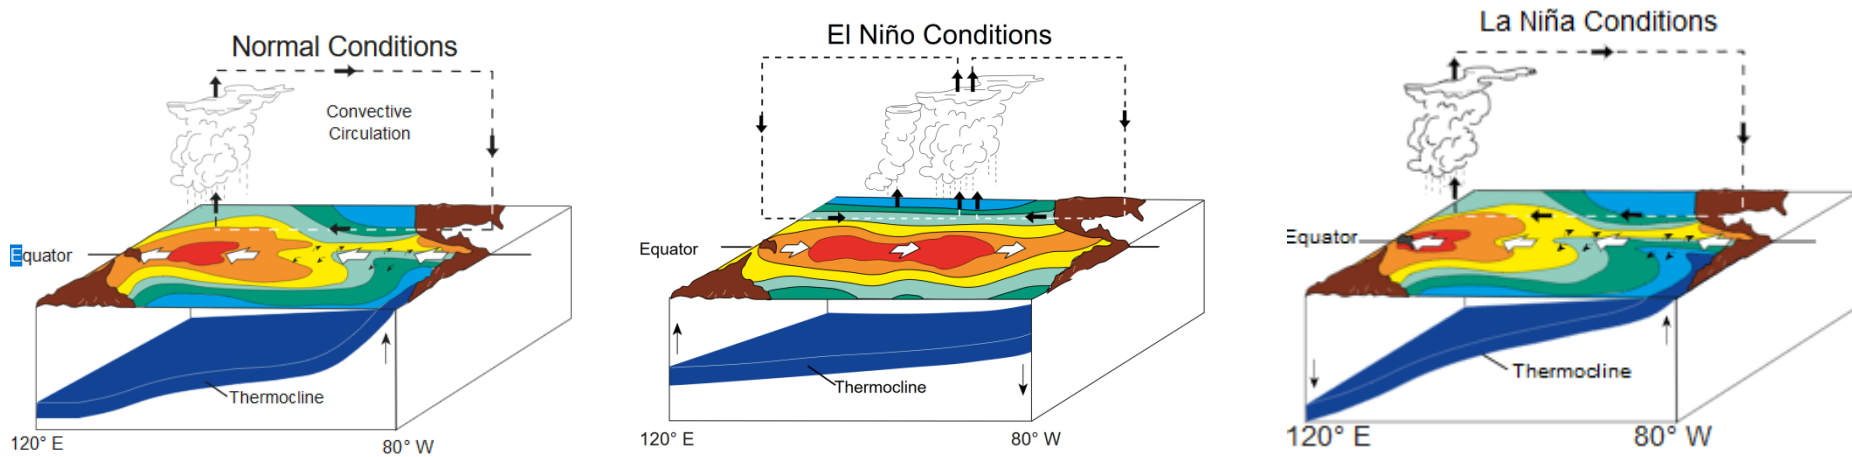 Normal Conditions
Convective
Circulation
Equator
Thermocline
120° E
80° W
El Niño Conditions
Equator
Thermocline
120° E
80° W
La Niña Conditions
Equator
Thermocline
120° E
80° W